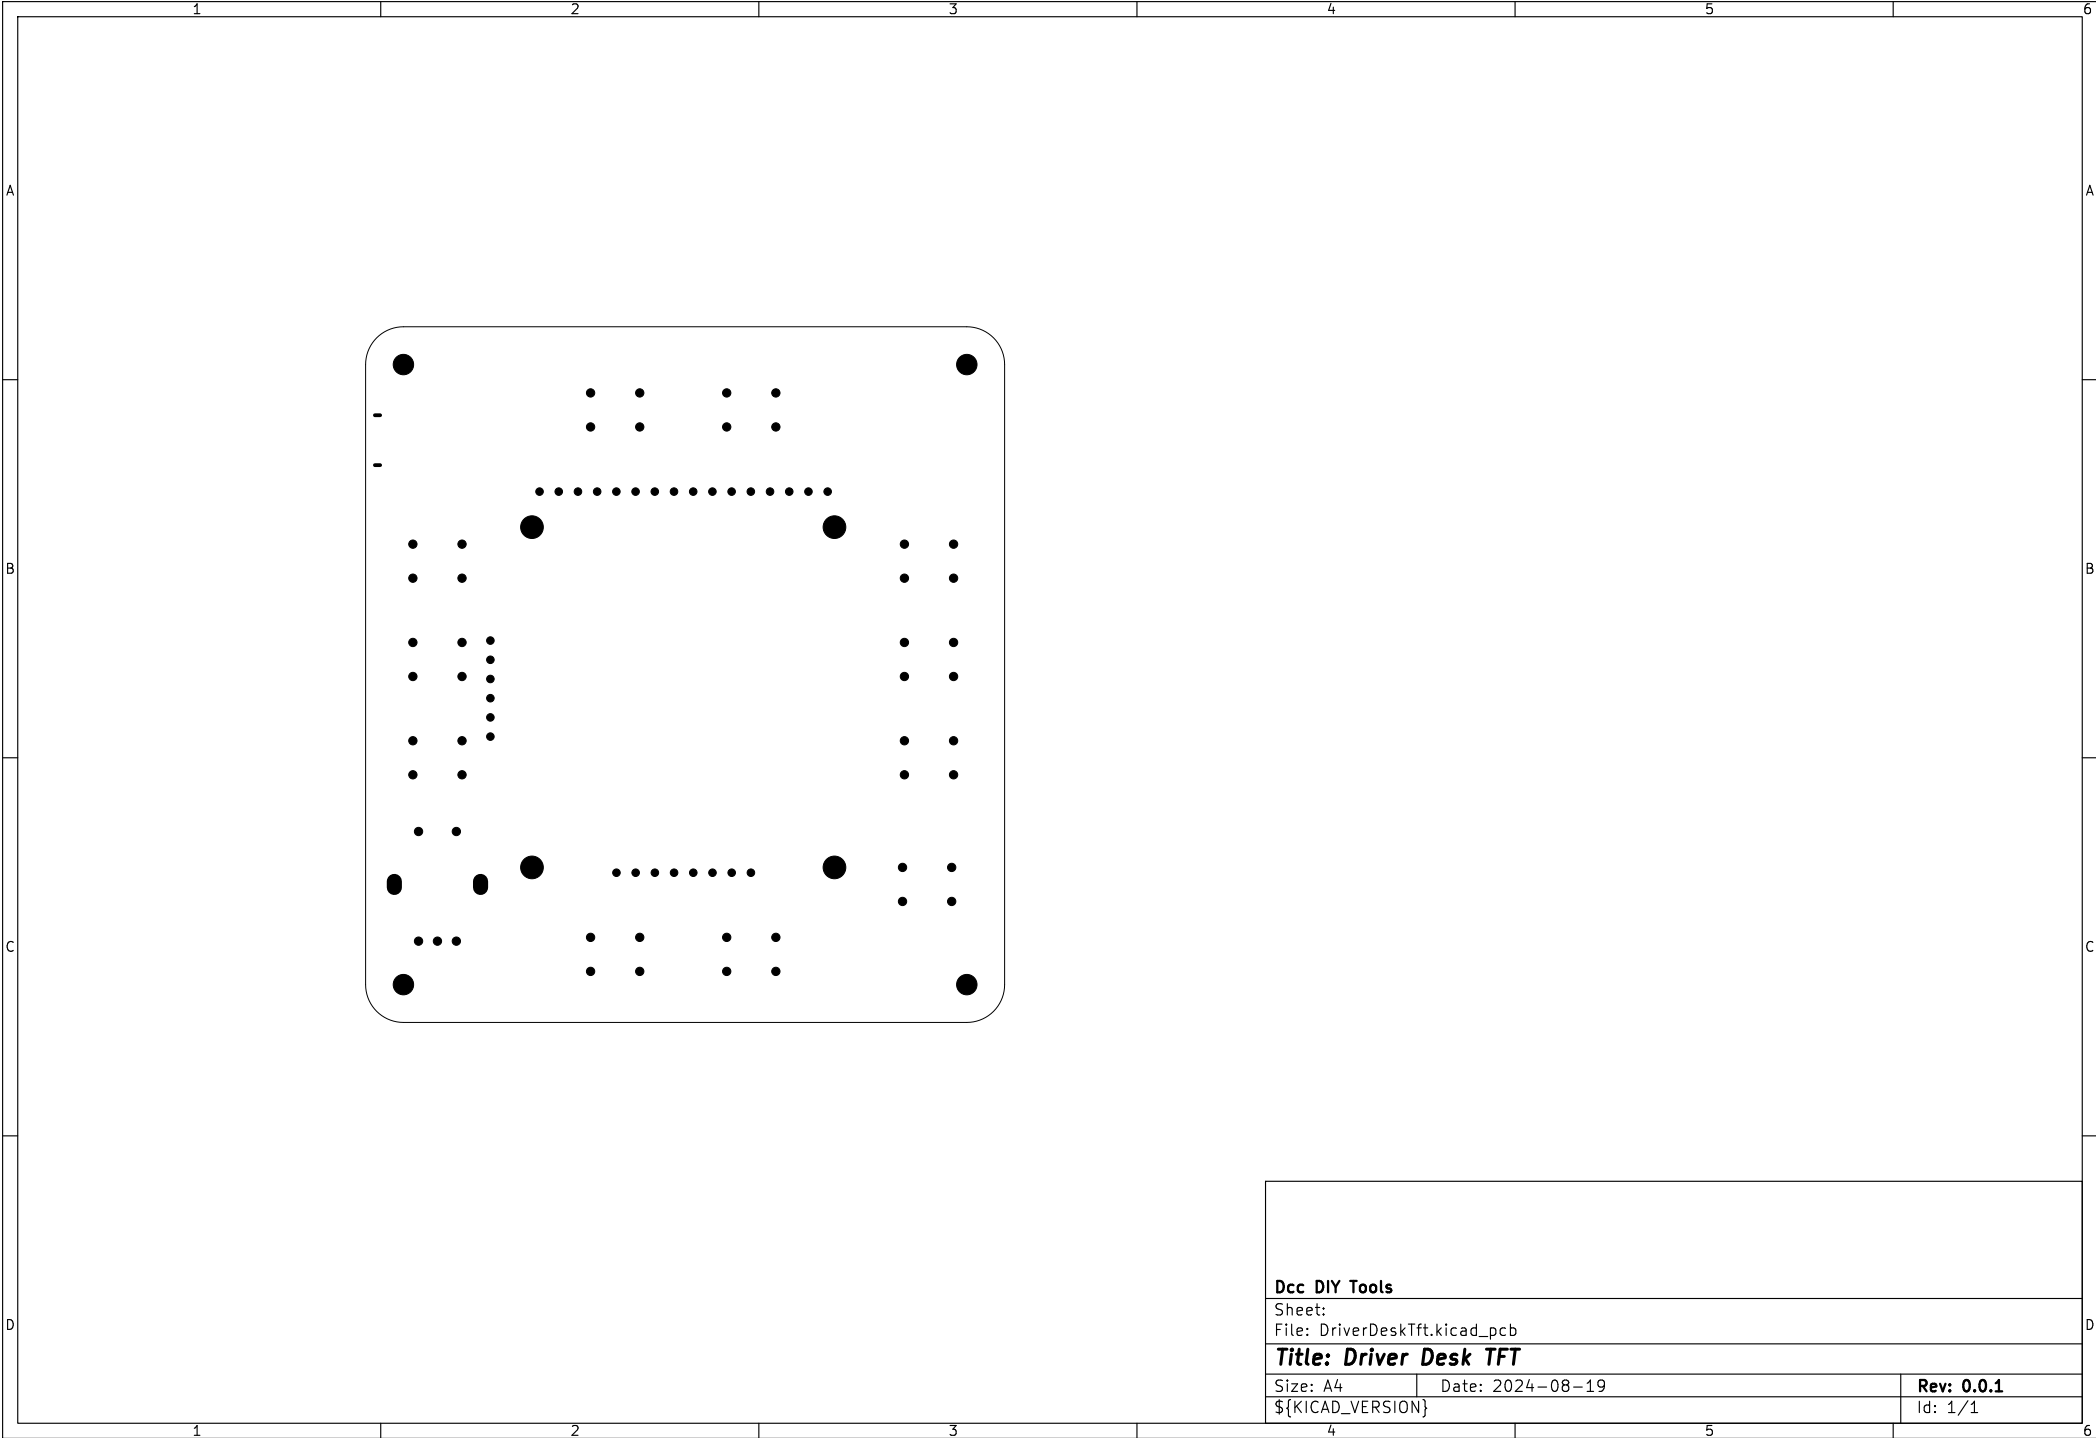 1 2 3 4 5 6
A A
B B
C C
Dcc DIY Tools
Sheet:
D D
File: DriverDeskTft.kicad_pcb
Title: Driver Desk TFT
Size: A4 Date: 2024-08-19 Rev: 0.0.1
${KICAD_VERSION} Id: 1/1
1 2 3 4 5 6